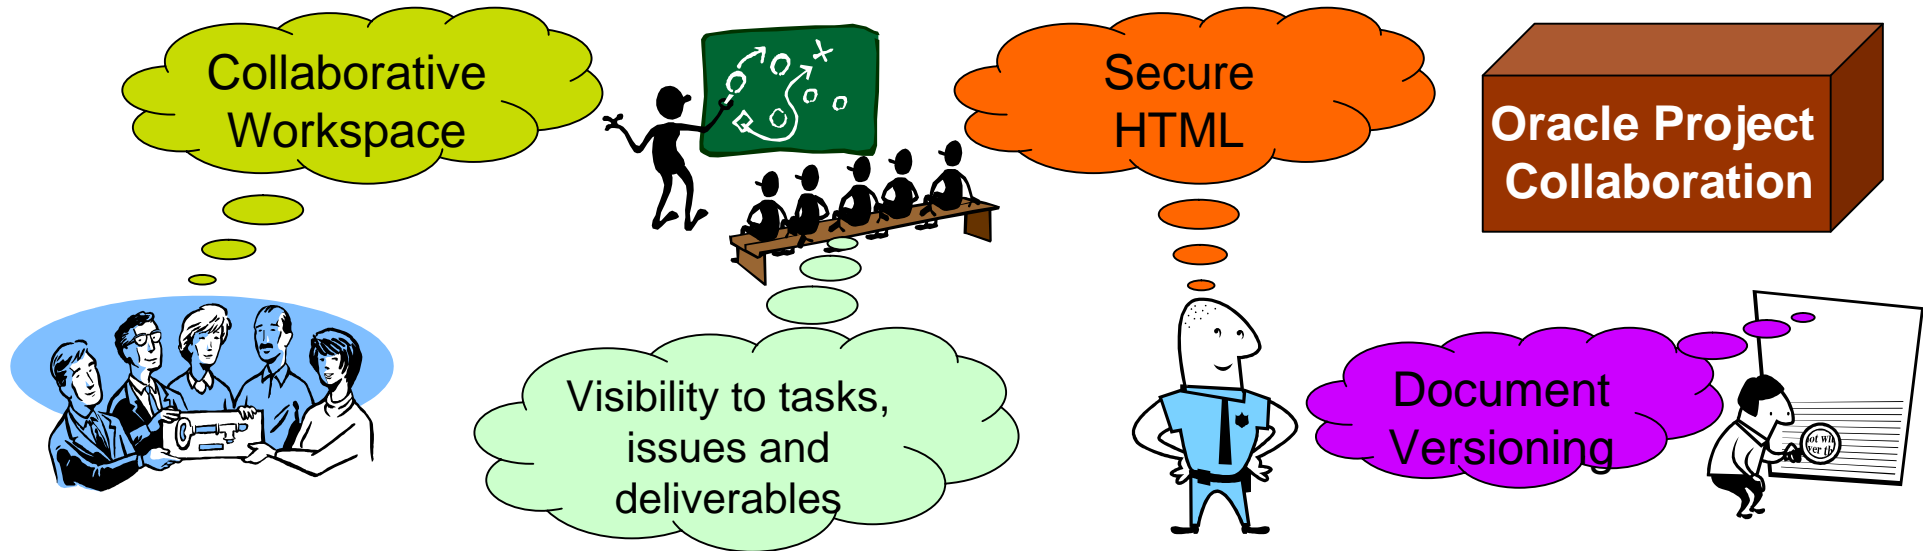 Collaborative
Workspace
Secure
HTML
Oracle Project
Collaboration
Visibility to tasks,
issues and
deliverables
Document
Versioning